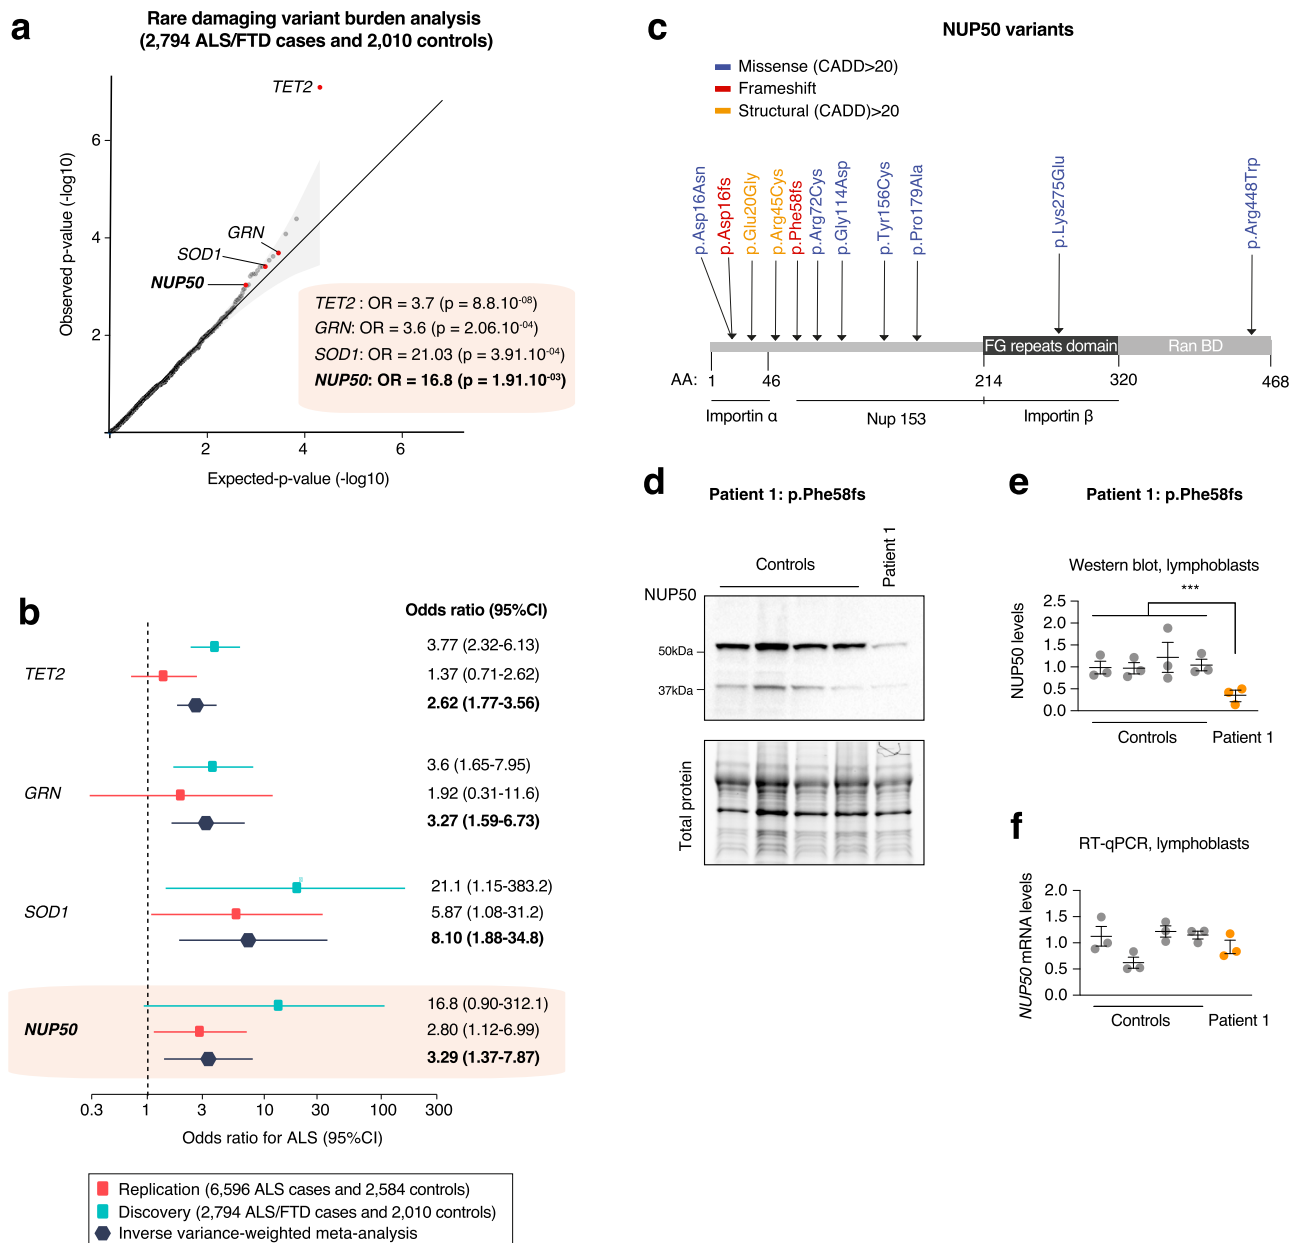 a
Rare damaging variant burden analysis
(2,794 ALS/FTD cases and 2,010 controls)
Observed p-value (-log10)
6
4
2
TET2
GRN
SOD1
NUP50
TET2 : OR = 3.7 (p = 8.8.10-08)
GRN: OR = 3.6 (p = 2.06.10-04)
SOD1: OR = 21.03 (p = 3.91.10-04)
NUP50: OR = 16.8 (p = 1.91.10-03)
2
4
6
Expected-p-value (-log10)
b
Odds ratio (95%CI)
TET2
3.77 (2.32-6.13)
1.37 (0.71-2.62)
2.62 (1.77-3.56)
GRN
3.6 (1.65-7.95)
1.92 (0.31-11.6)
3.27 (1.59-6.73)
SOD1
21.1 (1.15-383.2)
5.87 (1.08-31.2)
8.10 (1.88-34.8)
NUP50
16.8 (0.90-312.1)
2.80 (1.12-6.99)
3.29 (1.37-7.87)
0.3
1
3
10
30
100
300
Odds ratio for ALS (95%CI)
Replication (6,596 ALS cases and 2,584 controls)
Discovery (2,794 ALS/FTD cases and 2,010 controls)
Inverse variance-weighted meta-analysis
c
NUP50 variants
Missense (CADD>20)
Frameshift
Structural (CADD)>20
p.Asp16Asn
p.Asp16fs
p.Glu20Gly
p.Arg45Cys
p.Phe58fs
p.Arg72Cys
p.Gly114Asp
p.Tyr156Cys
p.Pro179Ala
p.Lys275Glu
p.Arg448Trp
FG repeats domain
Ran BD
AA:
1
46
214
320
468
Importin α
Nup 153
Importin β
d
Patient 1: p.Phe58fs
Controls
Patient 1
NUP50
50kDa
37kDa
Total protein
e
Patient 1: p.Phe58fs
Western blot, lymphoblasts
***
NUP50 levels
2.5
2.0
1.5
1.0
0.5
0.0
Controls
Patient 1
f
RT-qPCR, lymphoblasts
NUP50 mRNA levels
2.0
1.5
1.0
0.5
0.0
Controls
Patient 1